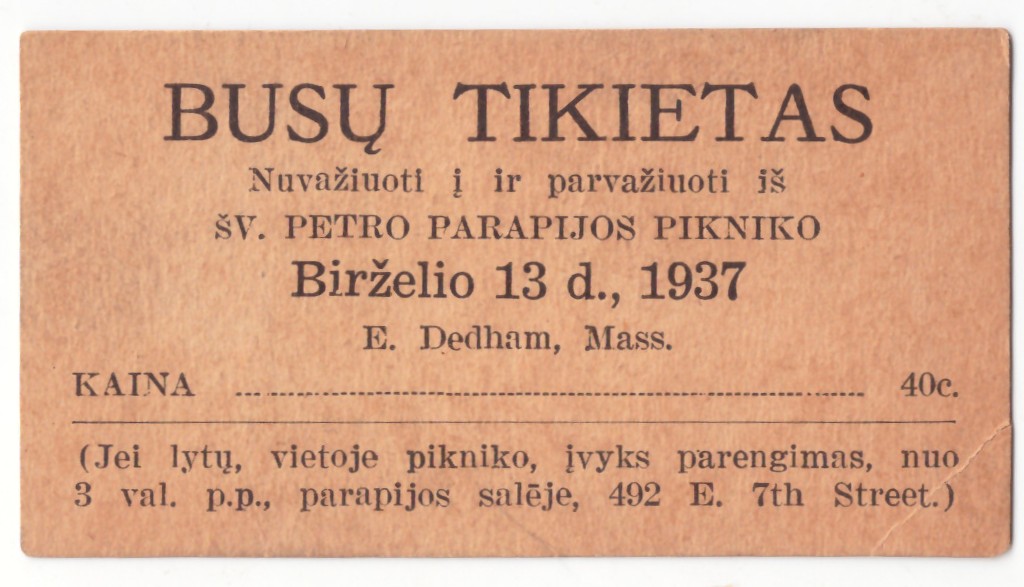 BUSŲ TIKIETAS
Nuvažiuoti į ir parvažiuoti iš
ŠV. PETRO PARAPIJOS PIKNIKO
Birželio 13 d., 1937
E. Dedham, Mass.
KAINA ........................................................ 40c.
(Jei lytų, vietoje pikniko, įvyks parengimas, nuo
3 val. p.p., parapijos salėje, 492 E. 7th Street.)